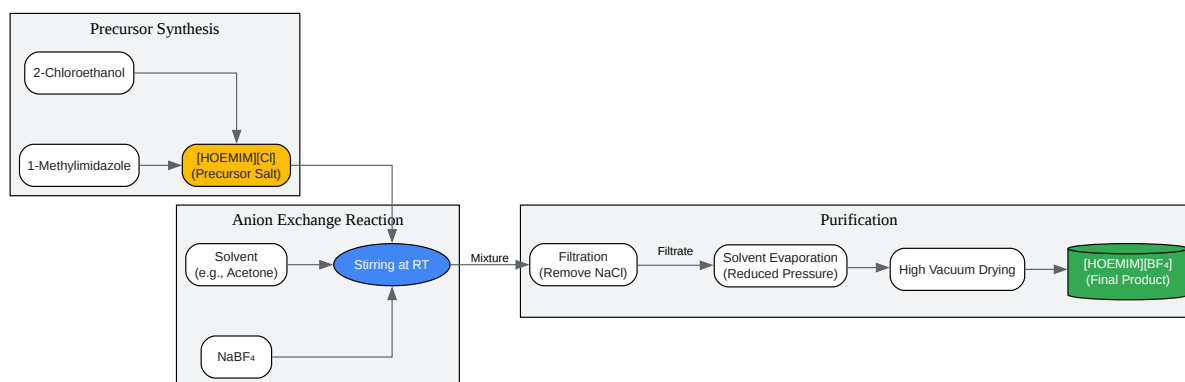 Precursor Synthesis
2-Chloroethanol
1-Methylimidazole
[HOEMIM][Cl]
(Precursor Salt)
Anion Exchange Reaction
Solvent
(e.g., Acetone)
Stirring at RT
NaBF₄
Mixture
Purification
Filtration
(Remove NaCl)
Filtrate
Solvent Evaporation
(Reduced Pressure)
High Vacuum Drying
[HOEMIM][BF₄]
(Final Product)